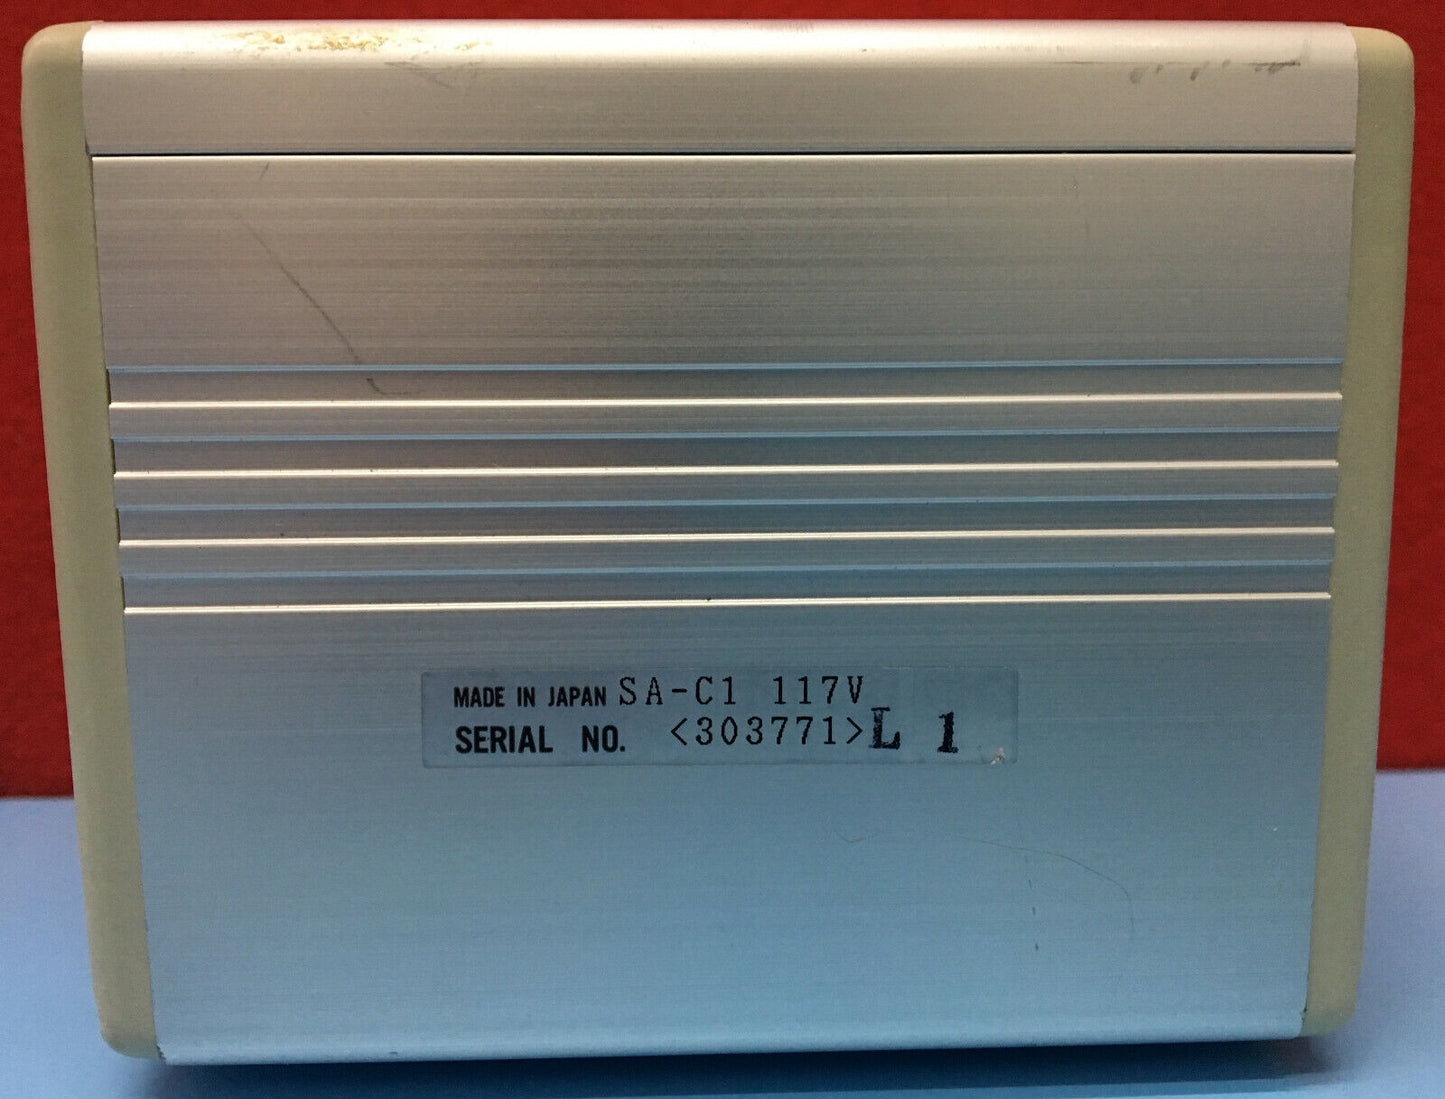 MADE IN JAPAN SA-C1 117V
SERIAL NO. <303771>L 1